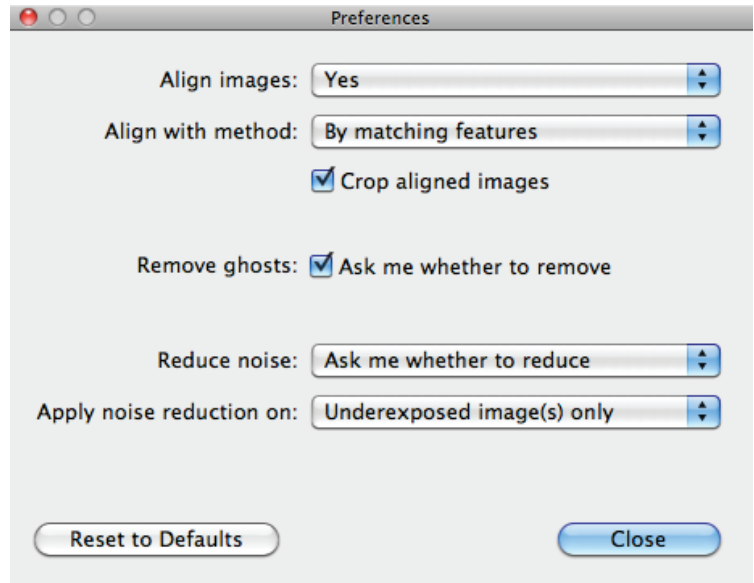 Preferences
Align images: Yes
Align with method: By matching features
Crop aligned images
Remove ghosts: Ask me whether to remove
Reduce noise: Ask me whether to reduce
Apply noise reduction on: Underexposed image(s) only
Reset to Defaults Close